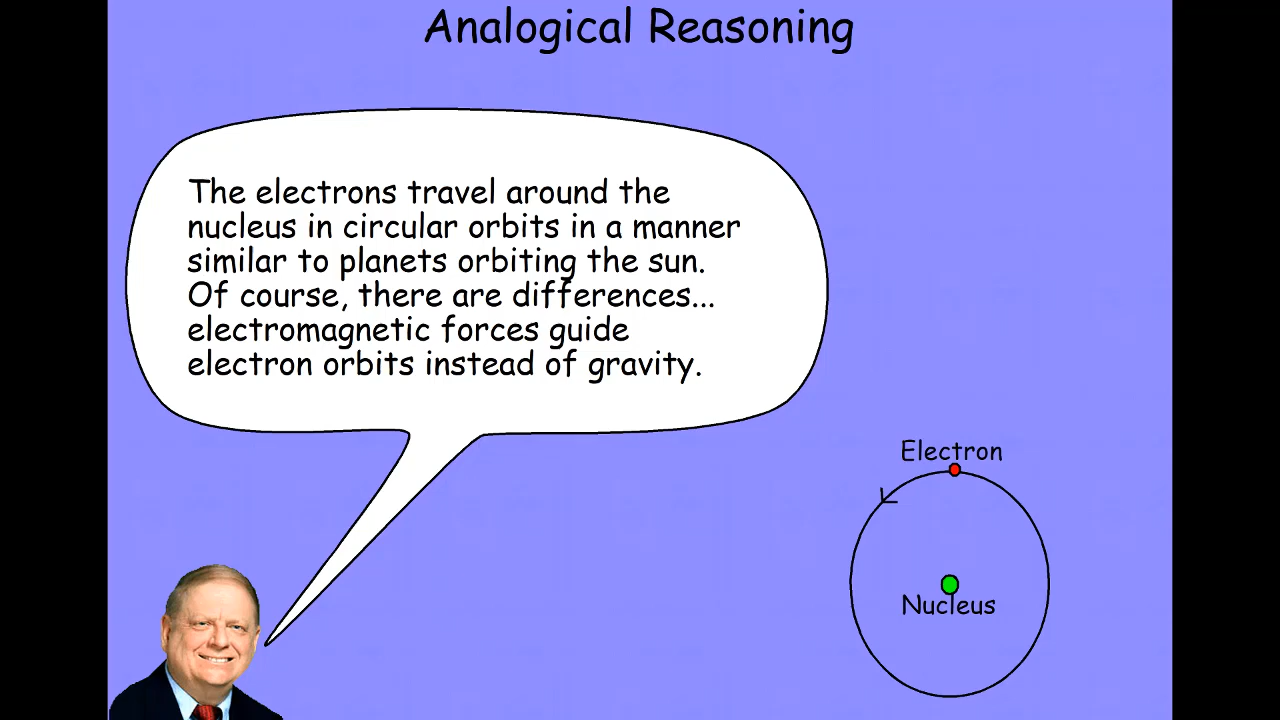 Analogical Reasoning
The electrons travel around the
nucleus in circular orbits in a manner
similar to planets orbiting the sun.
Of course, there are differences...
electromagnetic forces guide
electron orbits instead of gravity.
Electron
Nucleus